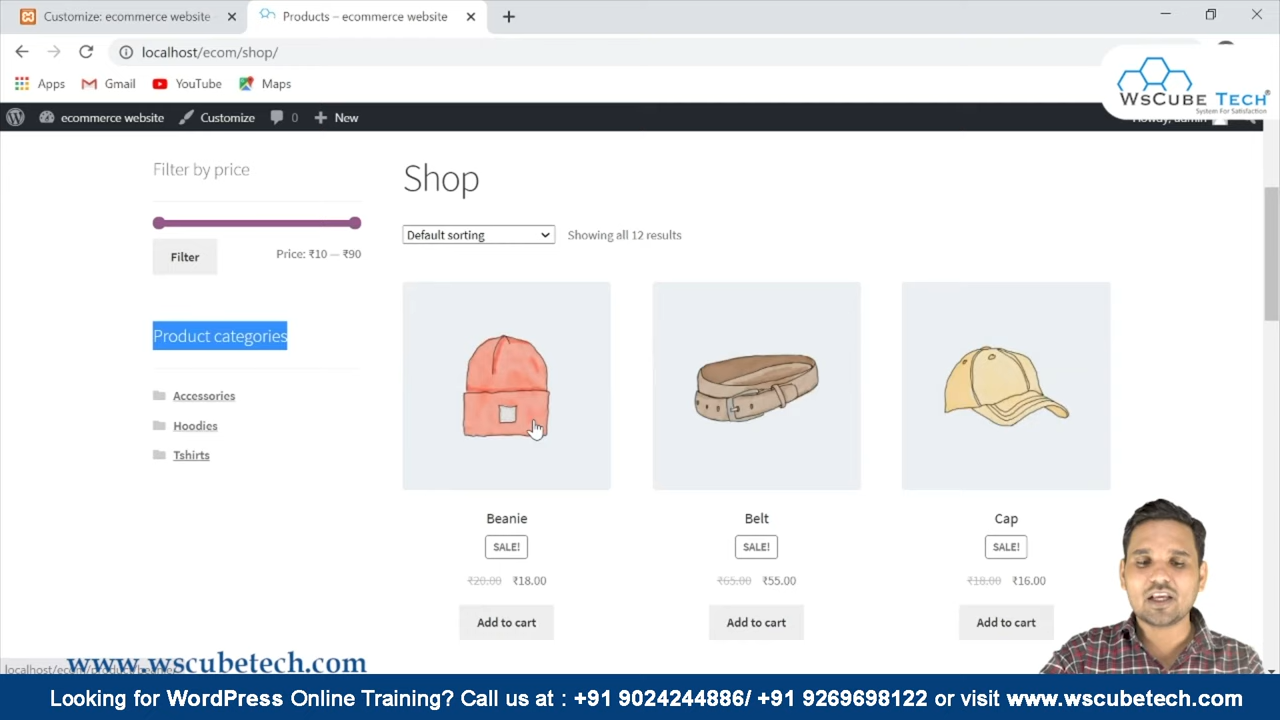 Customize: ecommerce website
Products – ecommerce website
localhost/ecom/shop/
Apps Gmail YouTube Maps
WsCube Tech
System For Satisfaction
ecommerce website Customize 0 New
Howdy, admin
Filter by price
Filter
Price: ₹10 — ₹90
Product categories
Accessories
Hoodies
Tshirts
Shop
Default sorting Showing all 12 results
Beanie
SALE!
₹20.00 ₹18.00
Add to cart
Belt
SALE!
₹65.00 ₹55.00
Add to cart
Cap
SALE!
₹18.00 ₹16.00
Add to cart
www.wscubetech.com
Looking for WordPress Online Training? Call us at : +91 9024244886/ +91 9269698122 or visit www.wscubetech.com